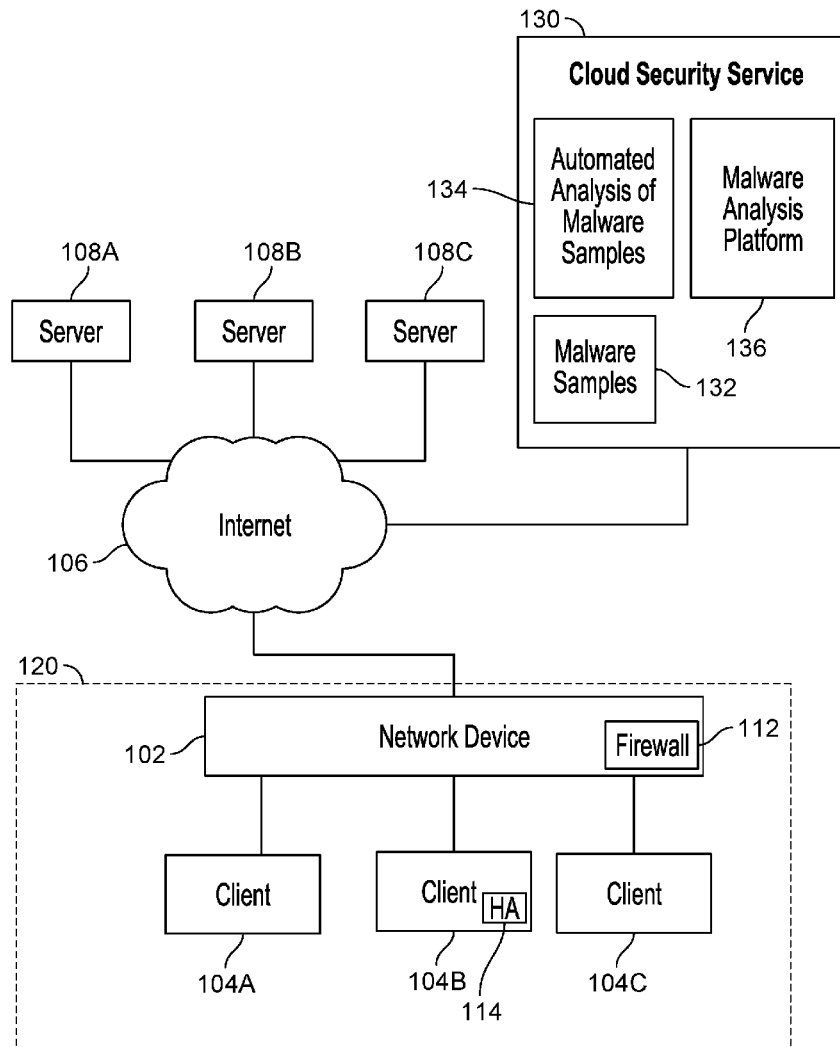 130
Cloud Security Service
134
Automated
Analysis of
Malware
Samples
Malware
Analysis
Platform
136
Malware
Samples
132
108A
108B
108C
Server
Server
Server
Internet
106
120
102
Network Device
Firewall
112
Client
Client
HA
Client
104A
104B
114
104C